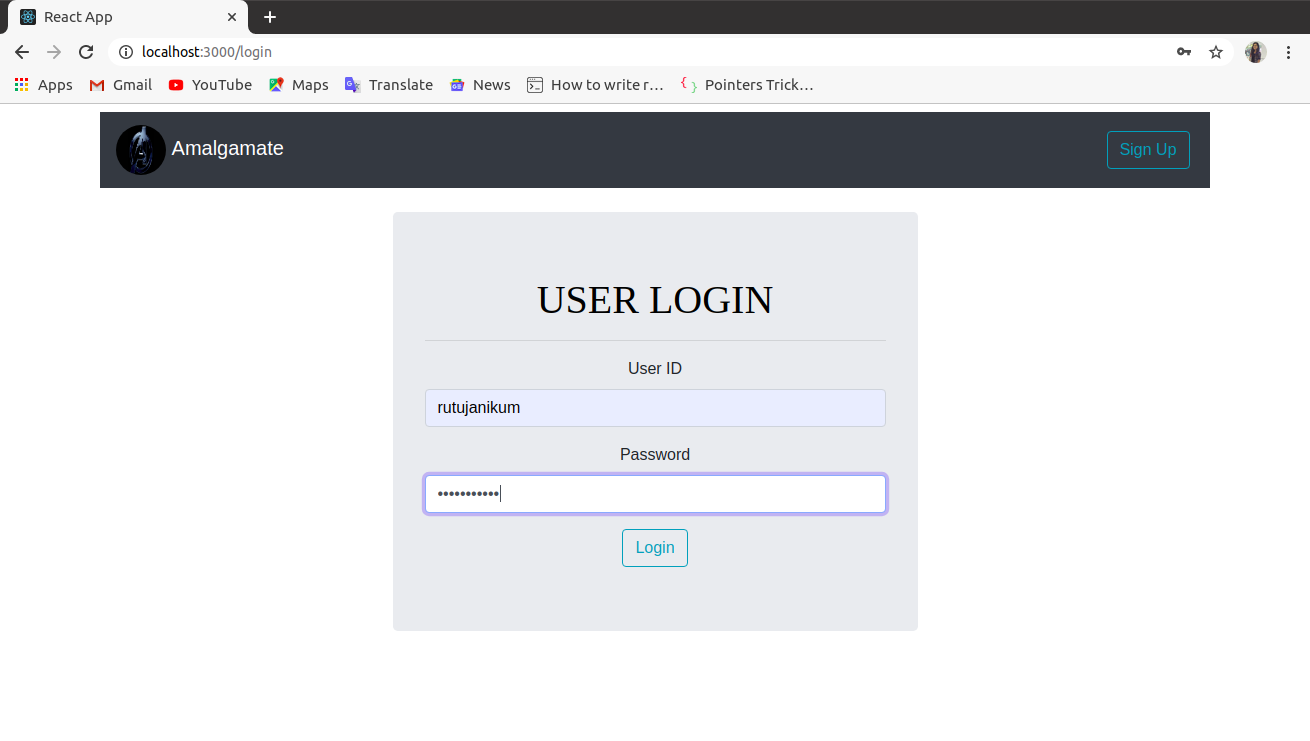 React App
localhost:3000/login
Apps Gmail YouTube Maps Translate News How to write r... Pointers Trick...
Amalgamate Sign Up
USER LOGIN
User ID
rutujanikum
Password
•••••••••••
Login